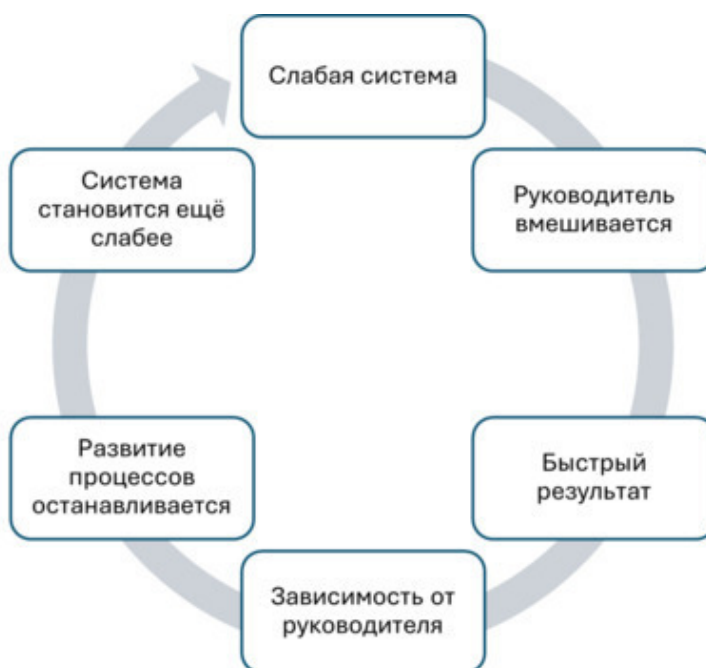 Слабая система
Руководитель
вмешивается
Быстрый
результат
Зависимость от
руководителя
Развитие
процессов
останавливается
Система
становится ещё
слабее